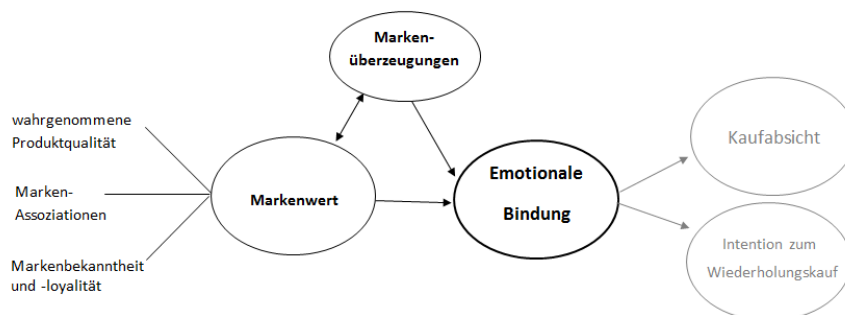 Marken-
überzeugungen
wahrgenommene
Produktqualität
Marken-
Assoziationen
Markenbekanntheit
und -loyalität
Markenwert
Emotionale
Bindung
Kaufabsicht
Intention zum
Wiederholungskauf